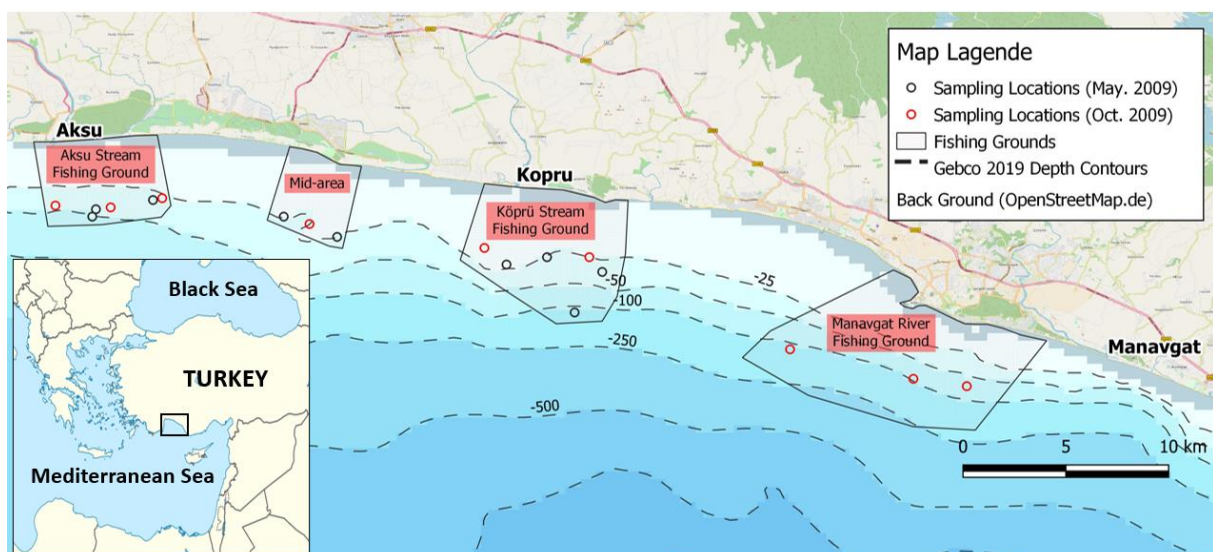 Map Lagende
Sampling Locations (May. 2009)
Sampling Locations (Oct. 2009)
Fishing Grounds
Gebco 2019 Depth Contours
Back Ground (OpenStreetMap.de)
Aksu
Aksu Stream
Fishing Ground
Mid-area
Kopru
Köprü Stream
Fishing Ground
-25
-50
-100
-250
-500
Manavgat River
Fishing Ground
Manavgat
0 5 10 km
Black Sea
TURKEY
Mediterranean Sea